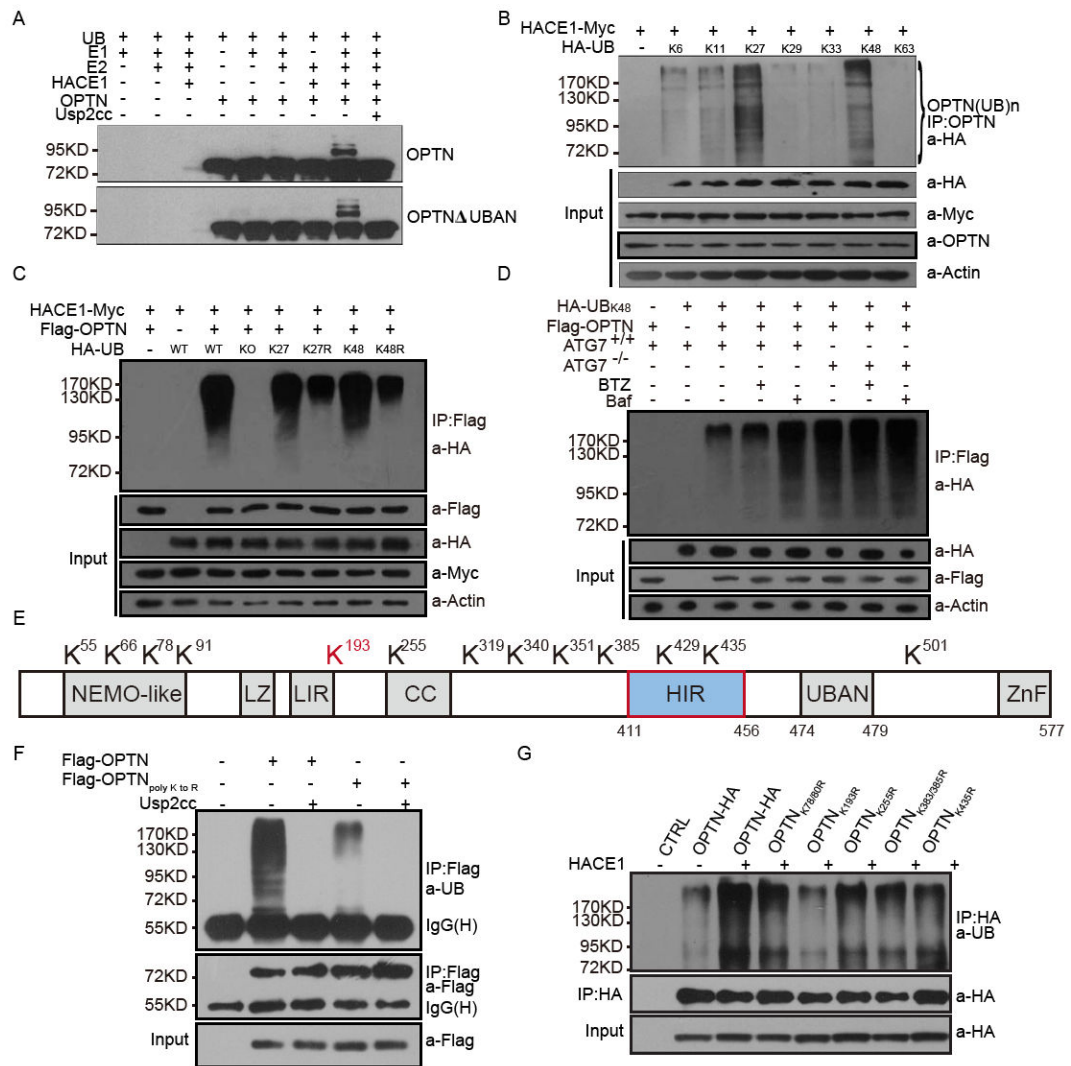 A
UB + + + + + + + + +
E1 + + + - + + + + +
E2 - + + - - + + + +
HACE1 - - + - - - + + +
OPTN - - - + + + + + +
Usp2cc - - - - - - - - +
95KD
72KD
OPTN
95KD
72KD
OPTNΔUBAN
B
HACE1-Myc + + + + + + + +
HA-UB - K6 K11 K27 K29 K33 K48 K63
170KD
130KD
95KD
72KD
OPTN(UB)n
IP:OPTN
a-HA
Input
a-HA
a-Myc
a-OPTN
a-Actin
C
HACE1-Myc + + + + + + + +
Flag-OPTN + - + + + + + +
HA-UB - WT WT KO K27 K27R K48 K48R
170KD
130KD
95KD
72KD
IP:Flag
a-HA
Input
a-Flag
a-HA
a-Myc
a-Actin
D
HA-UBK48 - + + + + + + +
Flag-OPTN + - + + + + + +
ATG7 +/+ + + + + + - - -
ATG7 -/- - - - - - + + +
BTZ - - - + - - + -
Baf - - - - + - - +
170KD
130KD
95KD
72KD
IP:Flag
a-HA
Input
a-HA
a-Flag
a-Actin
E
K55 K66 K78 K91 K193 K255 K319 K340 K351 K385 K429 K435 K501
NEMO-like LZ LIR CC HIR UBAN ZnF
411 456 474 479 577
F
Flag-OPTN - + + - -
Flag-OPTNpoly K to R - - - + +
Usp2cc - - + - +
170KD
130KD
95KD
72KD
55KD
IP:Flag
a-UB
IgG(H)
72KD
55KD
IP:Flag
a-Flag
IgG(H)
Input
a-Flag
G
CTRL OPTN-HA OPTN-HA OPTNK78/80R OPTNK193R OPTNK255R OPTNK383/385R OPTNK435R
HACE1 - - + + + + + +
170KD
130KD
95KD
72KD
IP:HA
a-UB
IP:HA
a-HA
Input
a-HA